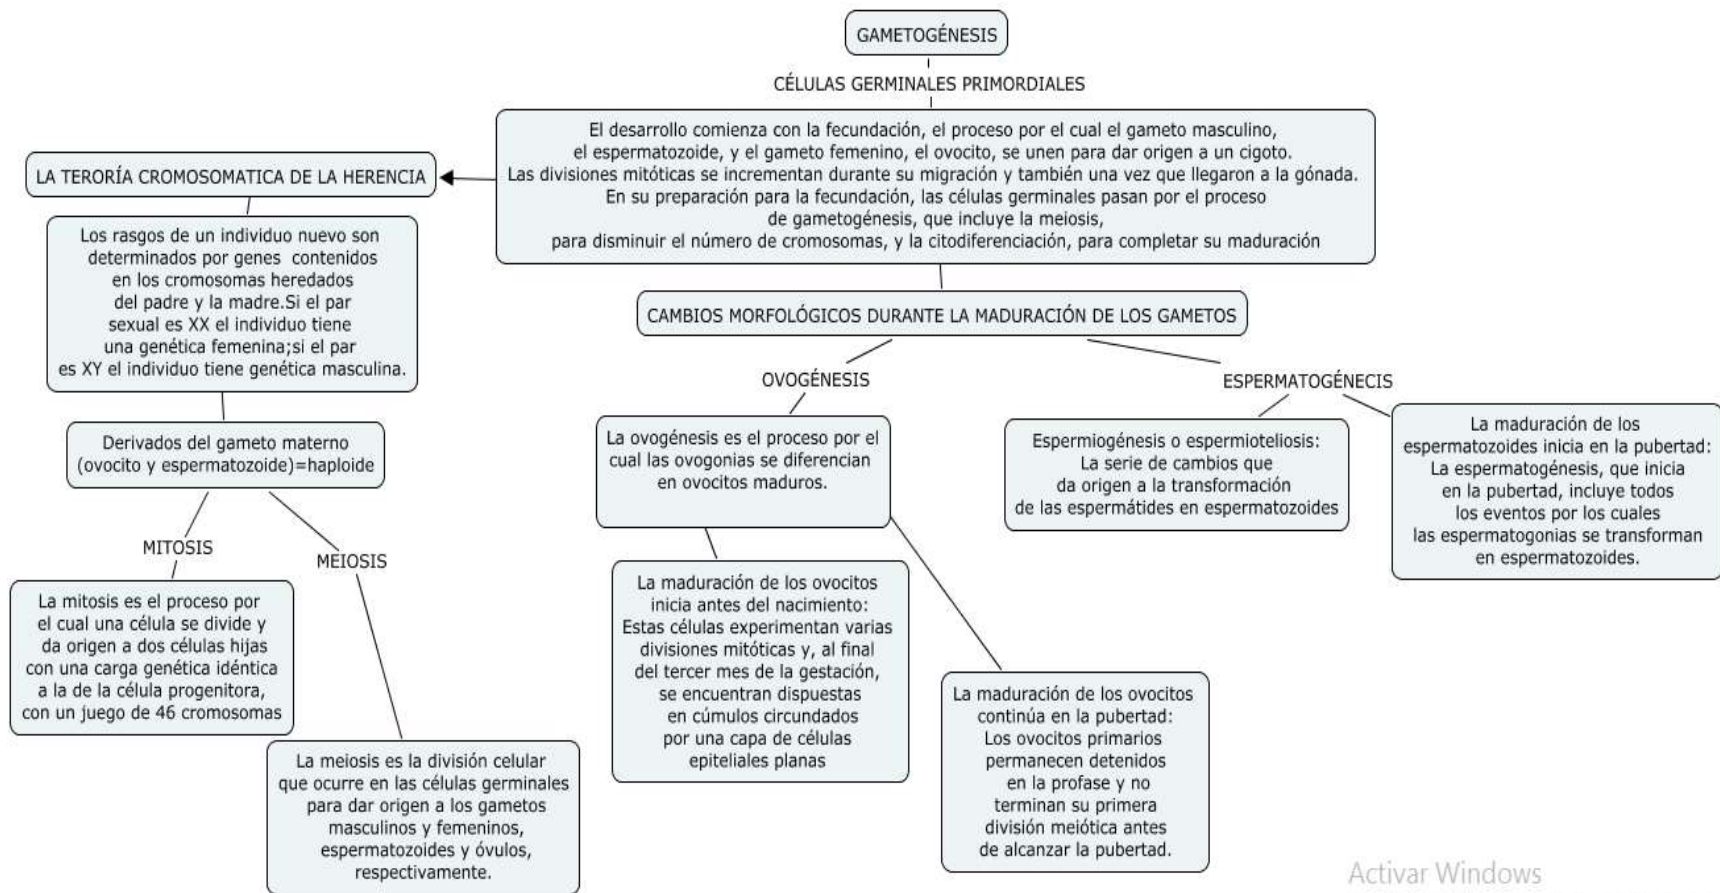 GAMETOGÉNESIS
CÉLULAS GERMINALES PRIMORDIALES
El desarrollo comienza con la fecundación, el proceso por el cual el gameto masculino,
el espermatozoide, y el gameto femenino, el ovocito, se unen para dar origen a un cigoto.
Las divisiones mitóticas se incrementan durante su migración y también una vez que llegaron a la gónada.
En su preparación para la fecundación, las células germinales pasan por el proceso
de gametogénesis, que incluye la meiosis,
para disminuir el número de cromosomas, y la citodiferenciación, para completar su maduración
LA TERORÍA CROMOSOMATICA DE LA HERENCIA
Los rasgos de un individuo nuevo son
determinados por genes contenidos
en los cromosomas heredados
del padre y la madre.Si el par
sexual es XX el individuo tiene
una genética femenina;si el par
es XY el individuo tiene genética masculina.
Derivados del gameto materno
(ovocito y espermatozoide)=haploide
MITOSIS
La mitosis es el proceso por
el cual una célula se divide y
da origen a dos células hijas
con una carga genética idéntica
a la de la célula progenitora,
con un juego de 46 cromosomas
MEIOSIS
La meiosis es la división celular
que ocurre en las células germinales
para dar origen a los gametos
masculinos y femeninos,
espermatozoides y óvulos,
respectivamente.
CAMBIOS MORFOLÓGICOS DURANTE LA MADURACIÓN DE LOS GAMETOS
OVOGÉNESIS
La ovogénesis es el proceso por el
cual las ovogonias se diferencian
en ovocitos maduros.
La maduración de los ovocitos
inicia antes del nacimiento:
Estas células experimentan varias
divisiones mitóticas y, al final
del tercer mes de la gestación,
se encuentran dispuestas
en cúmulos circundados
por una capa de células
epiteliales planas
La maduración de los ovocitos
continúa en la pubertad:
Los ovocitos primarios
permanecen detenidos
en la profase y no
terminan su primera
división meiótica antes
de alcanzar la pubertad.
ESPERMATOGÉNECIS
Espermiogénesis o espermioteliosis:
La serie de cambios que
da origen a la transformación
de las espermátides en espermatozoides
La maduración de los
espermatozoides inicia en la pubertad:
La espermatogénesis, que inicia
en la pubertad, incluye todos
los eventos por los cuales
las espermatogonias se transforman
en espermatozoides.
Activar Windows